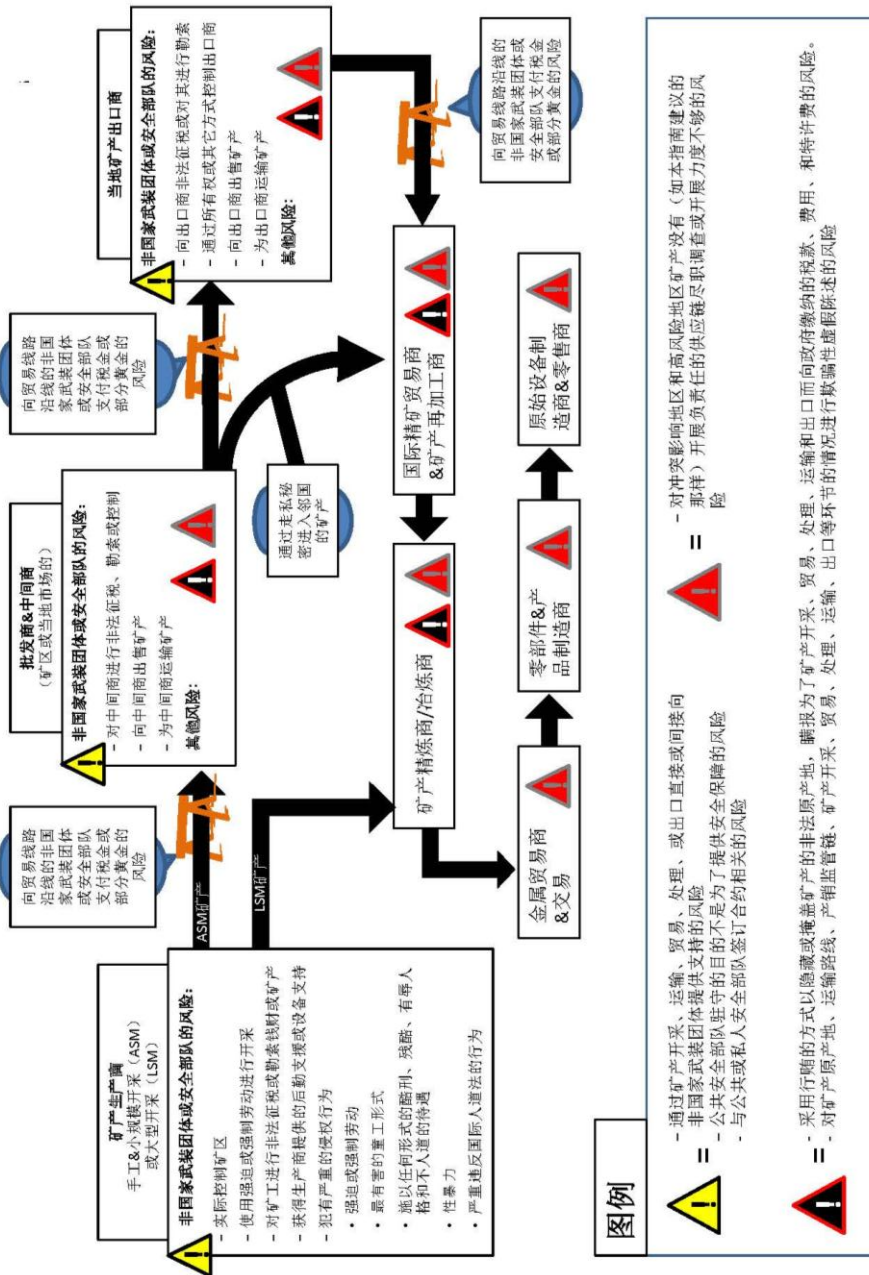 矿产生产商
手工&小规模开采（ASM）
或大型开采（LSM）
非国家武装团体或安全部队的风险：
- 实际控制矿区
- 使用强迫或强制劳动进行开采
- 对矿工进行非法征税或勒索钱财或矿产
- 获得生产商提供的后勤支援或设备支持
- 犯有严重的侵权行为
• 强迫或强制劳动
• 最有害的童工形式
• 施以任何形式的酷刑、残酷、有辱人
格和不人道的待遇
• 性暴力
• 严重违反国际人道法的行为
向贸易线路
沿线的非国
家武装团体
或安全部队
支付税金或
部分黄金的
风险
ASM矿产
LSM矿产
批发商&中间商
（矿区或当地市场的）
非国家武装团体或安全部队的风险：
- 对中间商进行非法征税、勒索或控制
- 向中间商出售矿产
- 为中间商运输矿产
其他风险：
向贸易线路
沿线的非国
家武装团体
或安全部队
支付税金或
部分黄金的
风险
通过走私秘
密进入邻国
的矿产
当地矿产出口商
非国家武装团体或安全部队的风险：
- 向出口商非法征税或对其进行勒索
- 通过所有权或其它方式控制出口商
- 向出口商出售矿产
- 为出口商运输矿产
其他风险：
向贸易线路沿线的
非国家武装团体或
安全部队支付税金
或部分黄金的风险
国际精矿贸易商
&矿产再加工商
矿产精炼商/冶炼商
金属贸易商
&交易
零部件&产
品制造商
原始设备制
造商&零售商
图例
=
- 通过矿产开采、运输、贸易、处理、或出口直接或间接向
非国家武装团体提供支持的风险
- 公共安全部队驻守的目的不是为了提供安全保障的风险
- 与公共或私人安全部队签订合约相关的风险
=
- 对冲突影响地区和高风险地区矿产没有（如本指南建议的
那样）开展负责任的供应链尽职调查或开展力度不够的风
险
=
- 采用行贿的方式以隐藏或掩盖矿产的非法原产地，瞒报为了矿产开采、贸易、处理、运输和出口而向政府缴纳的税款、费用、和特许费的风险。
- 对矿产原产地、运输路线、产销监管链、矿产开采、贸易、处理、运输、出口等环节的情况进行欺骗性虚假陈述的风险